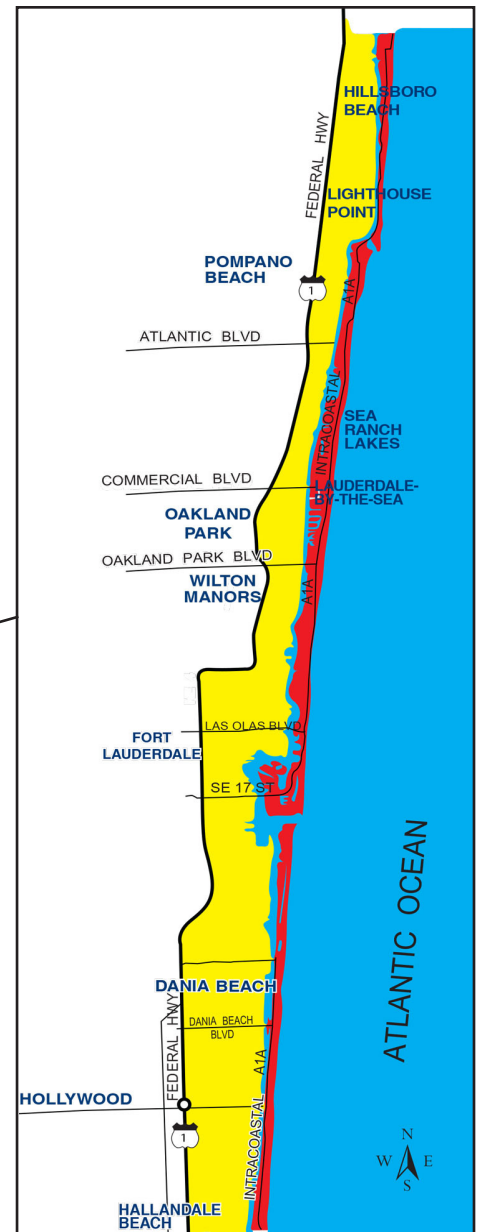 HILLSBORO
BEACH
FEDERAL HWY
LIGHTHOUSE
POINT
POMPANO
BEACH
1
A1A
ATLANTIC BLVD
INTRACOASTAL
SEA
RANCH
LAKES
COMMERCIAL BLVD
LAUDERDALE-
BY-THE-SEA
OAKLAND
PARK
OAKLAND PARK BLVD
WILTON
MANORS
A1A
LAS OLAS BLVD
FORT
LAUDERDALE
SE 17 ST
ATLANTIC OCEAN
DANIA BEACH
FEDERAL HWY
DANIA BEACH
BLVD
A1A
HOLLYWOOD
INTRACOASTAL
1
N
W E
S
HALLANDALE
BEACH